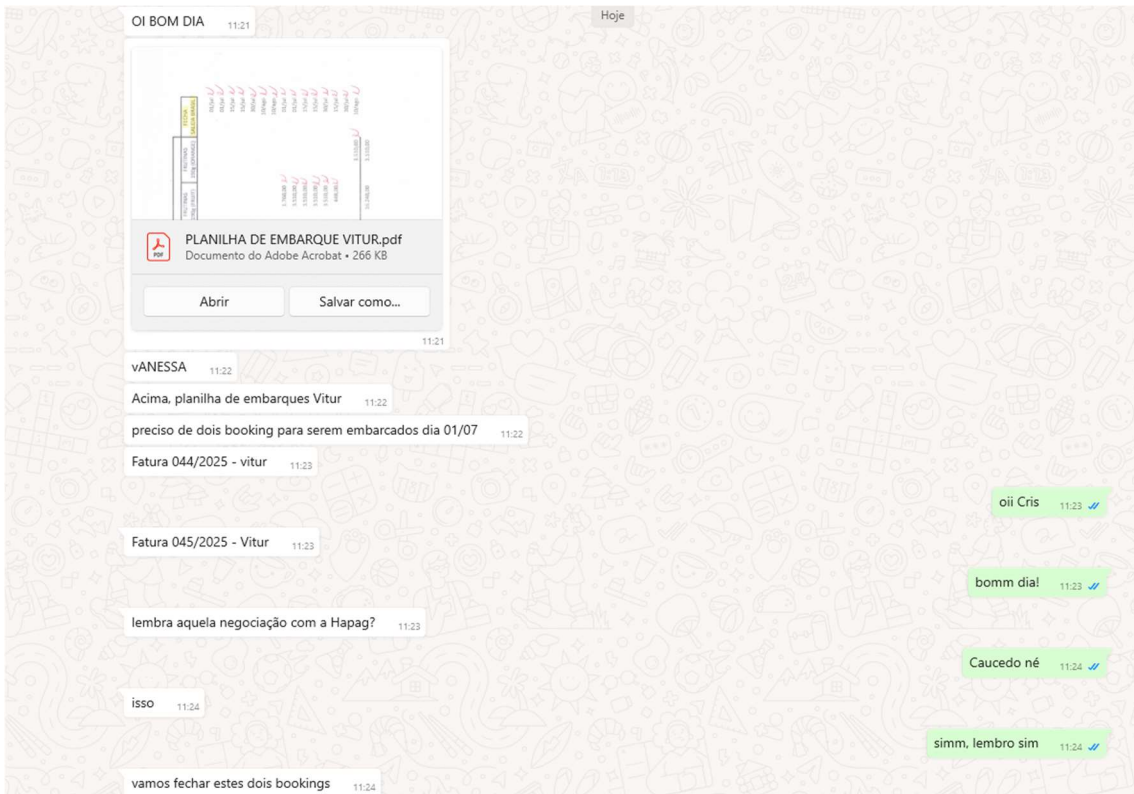 OI BOM DIA 11:21
Hoje
FECHA
SALIDA BRASIL
PLANILHA DE EMBARQUE VITUR.pdf
PDF
Documento do Adobe Acrobat • 266 KB
Abrir
Salvar como...
11:21
vANESSA 11:22
Acima, planilha de embarques Vitur 11:22
preciso de dois booking para serem embarcados dia 01/07 11:22
Fatura 044/2025 - vitur 11:23
oii Cris 11:23
Fatura 045/2025 - Vitur 11:23
bomm dia! 11:23
lembra aquela negociação com a Hapag? 11:23
Caucedo né 11:24
isso 11:24
simm, lembro sim 11:24
vamos fechar estes dois bookings 11:24